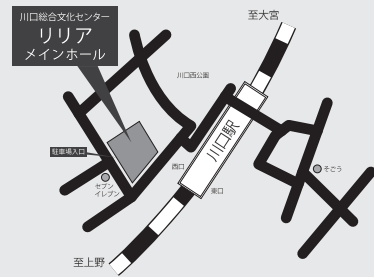 川口総合文化センター
リリア
メインホール
至大宮
川口西公園
川口駅
駐車場入口
西口
そごう
セブン
イレブン
東口
至上野